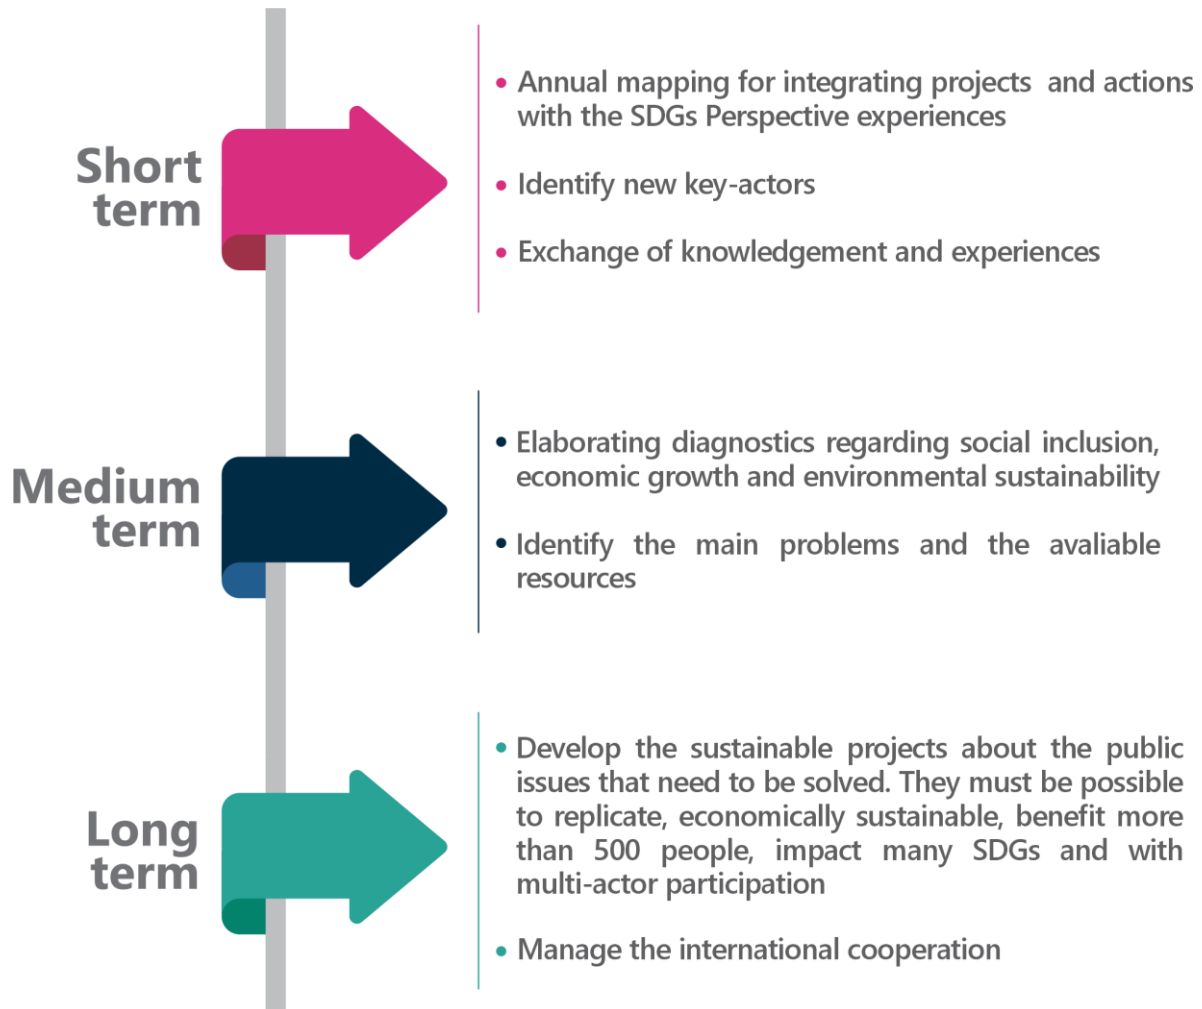 Short
term
• Annual mapping for integrating projects and actions
with the SDGs Perspective experiences
• Identify new key-actors
• Exchange of knowledgement and experiences
Medium
term
• Elaborating diagnostics regarding social inclusion,
economic growth and environmental sustainability
• Identify the main problems and the avaliable
resources
Long
term
• Develop the sustainable projects about the public
issues that need to be solved. They must be possible
to replicate, economically sustainable, benefit more
than 500 people, impact many SDGs and with
multi-actor participation
• Manage the international cooperation